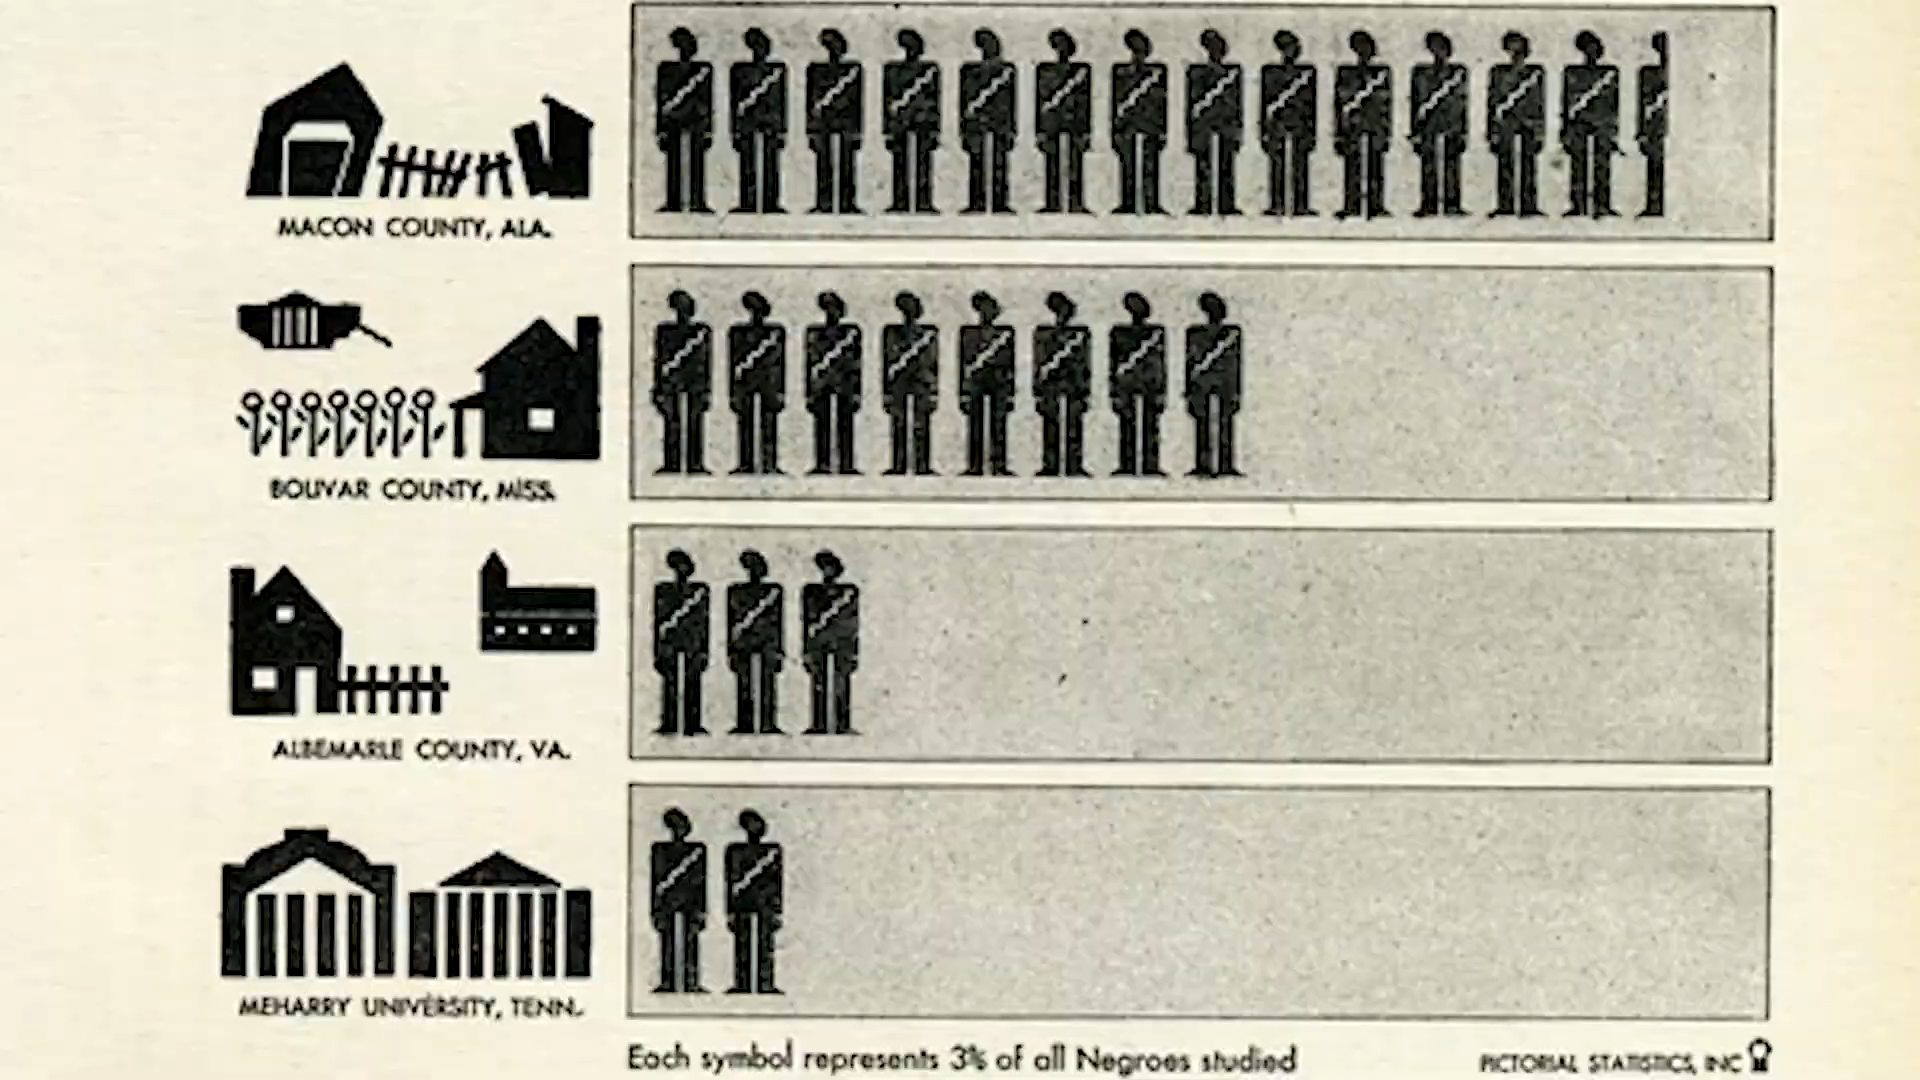 MACON COUNTY, ALA.
BOLIVAR COUNTY, MISS.
ALBEMARLE COUNTY, VA.
MEHARRY UNIVERSITY, TENN.
Each symbol represents 3% of all Negroes studied
PICTORIAL STATISTICS, INC